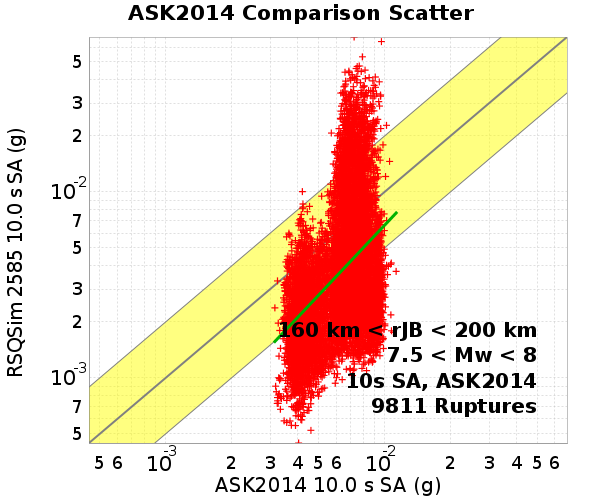 ASK2014 Comparison Scatter
RSQSim 2585 10.0 s SA (g)
5
3
2
10-2
7
5
3
2
10-3
7
5
160 km < rJB < 200 km
7.5 < Mw < 8
10s SA, ASK2014
9811 Ruptures
5 6 10-3 2 3 4 5 6 10-2 2 3 4 5 6
ASK2014 10.0 s SA (g)